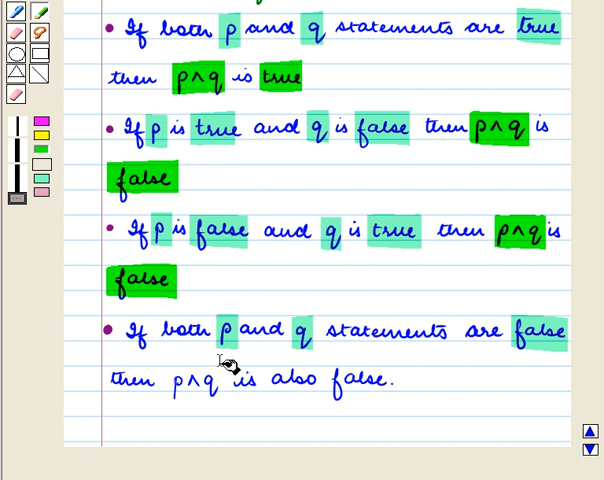 • If both p and q statements are true
then p∧q is true
• If p is true and q is false then p∧q is
false
• If p is false and q is true then p∧q is
false
• If both p and q statements are false
then p∧q is also false.